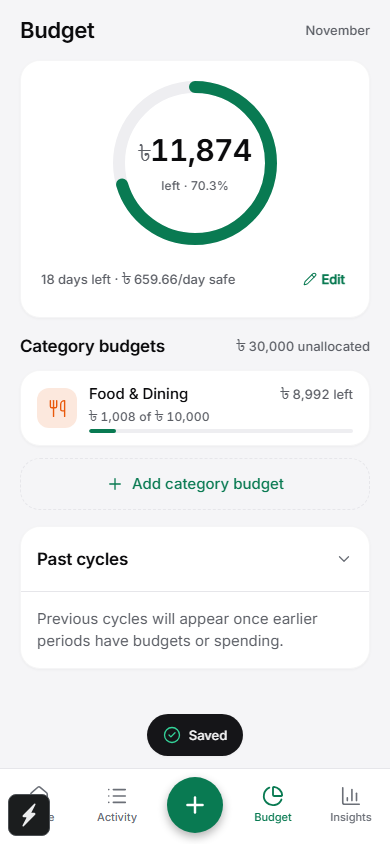 Budget
November
৳11,874
left · 70.3%
18 days left · ৳ 659.66/day safe
Edit
Category budgets
৳ 30,000 unallocated
Food & Dining
৳ 8,992 left
৳ 1,008 of ৳ 10,000
Add category budget
Past cycles
Previous cycles will appear once earlier
periods have budgets or spending.
Saved
Activity
Budget
Insights